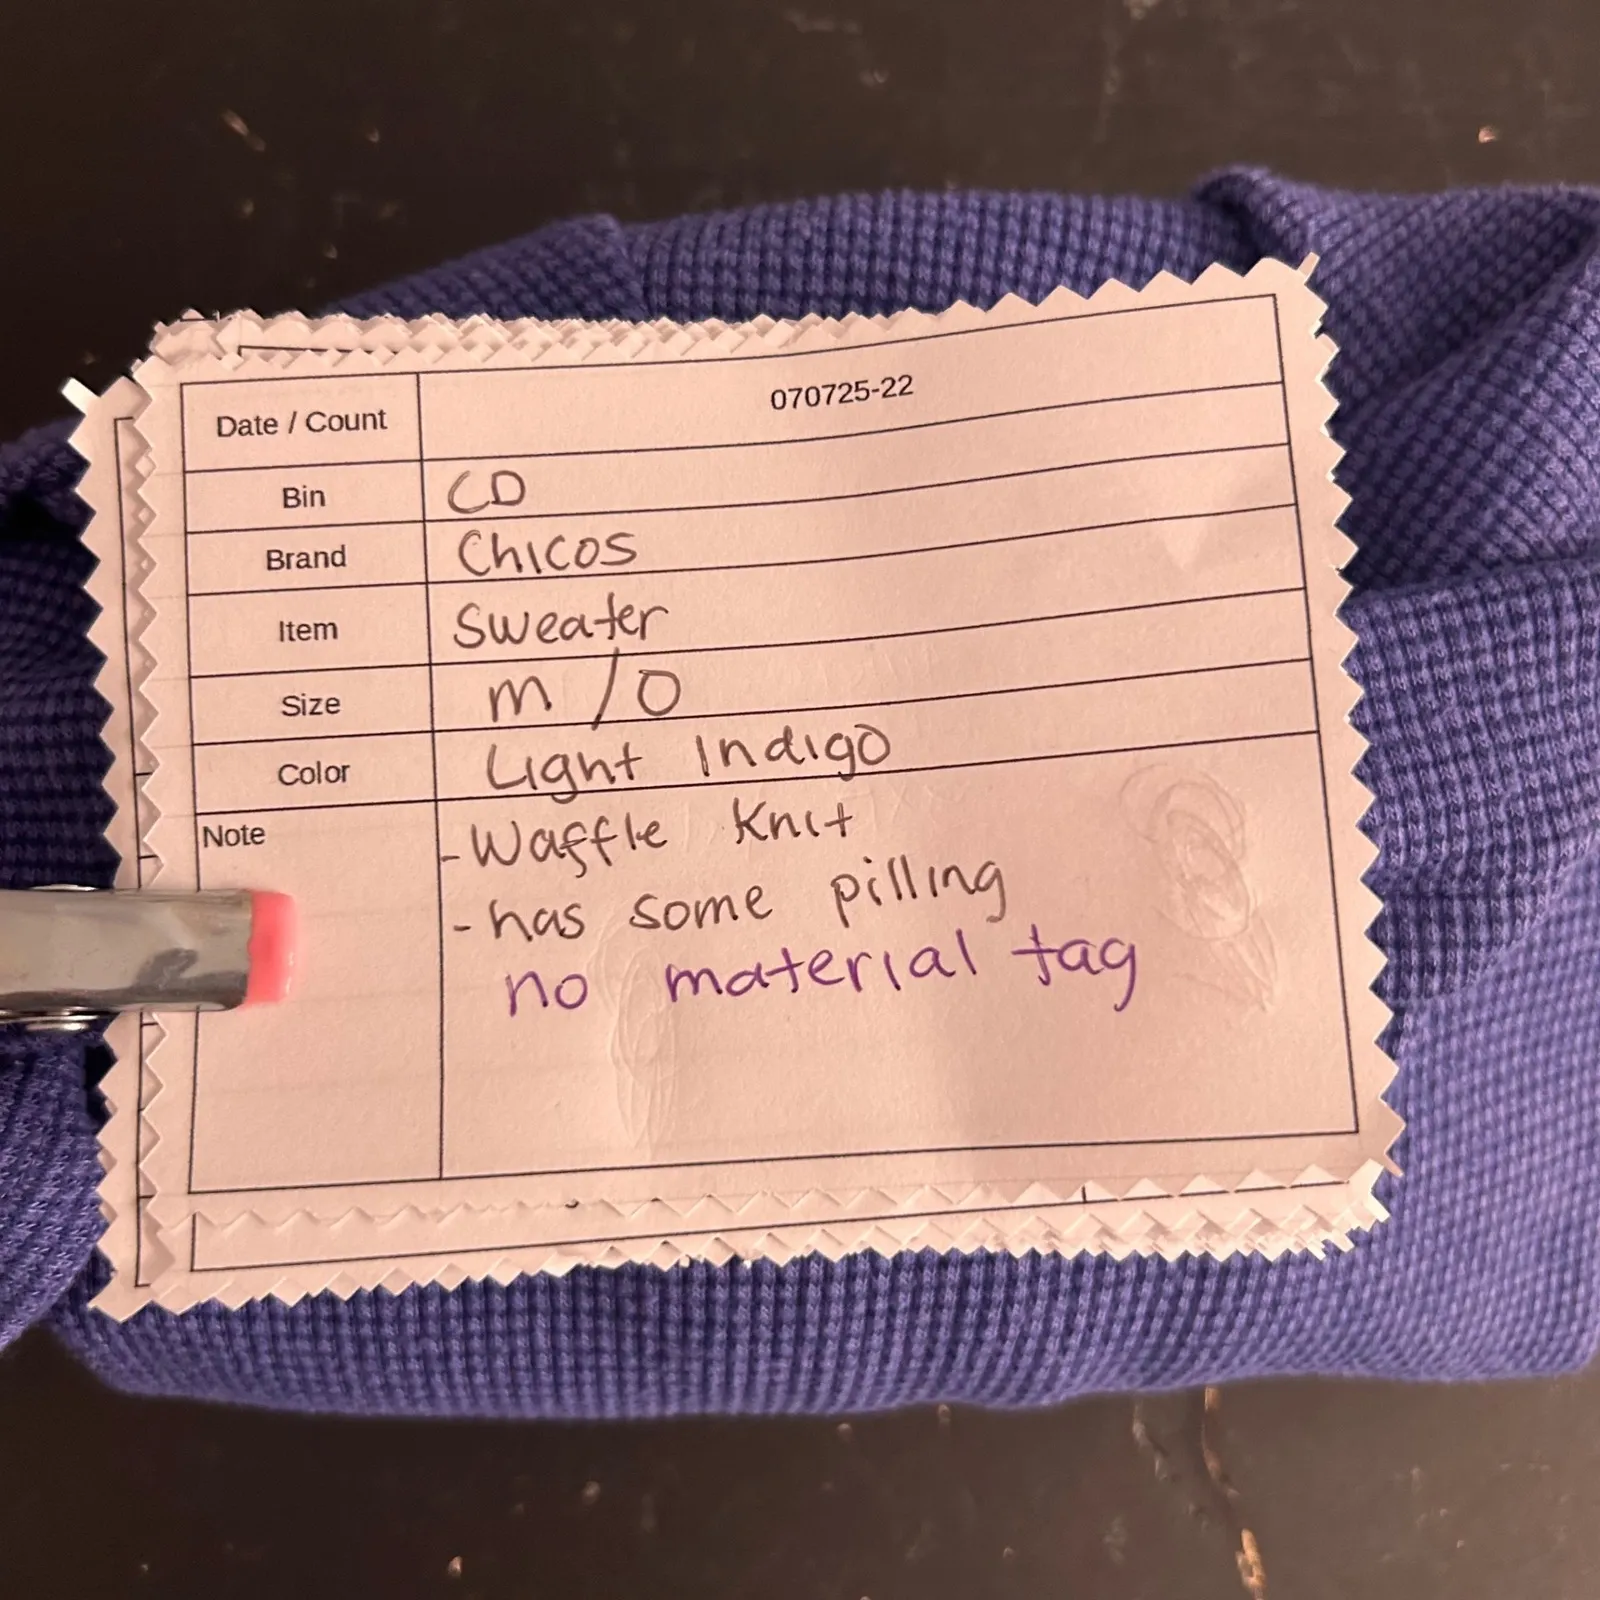 Date / Count 070725-22
Bin CD
Brand Chicos
Item Sweater
Size m / 0
Color Light Indigo
Note - Waffle Knit
- has some pilling
no material tag